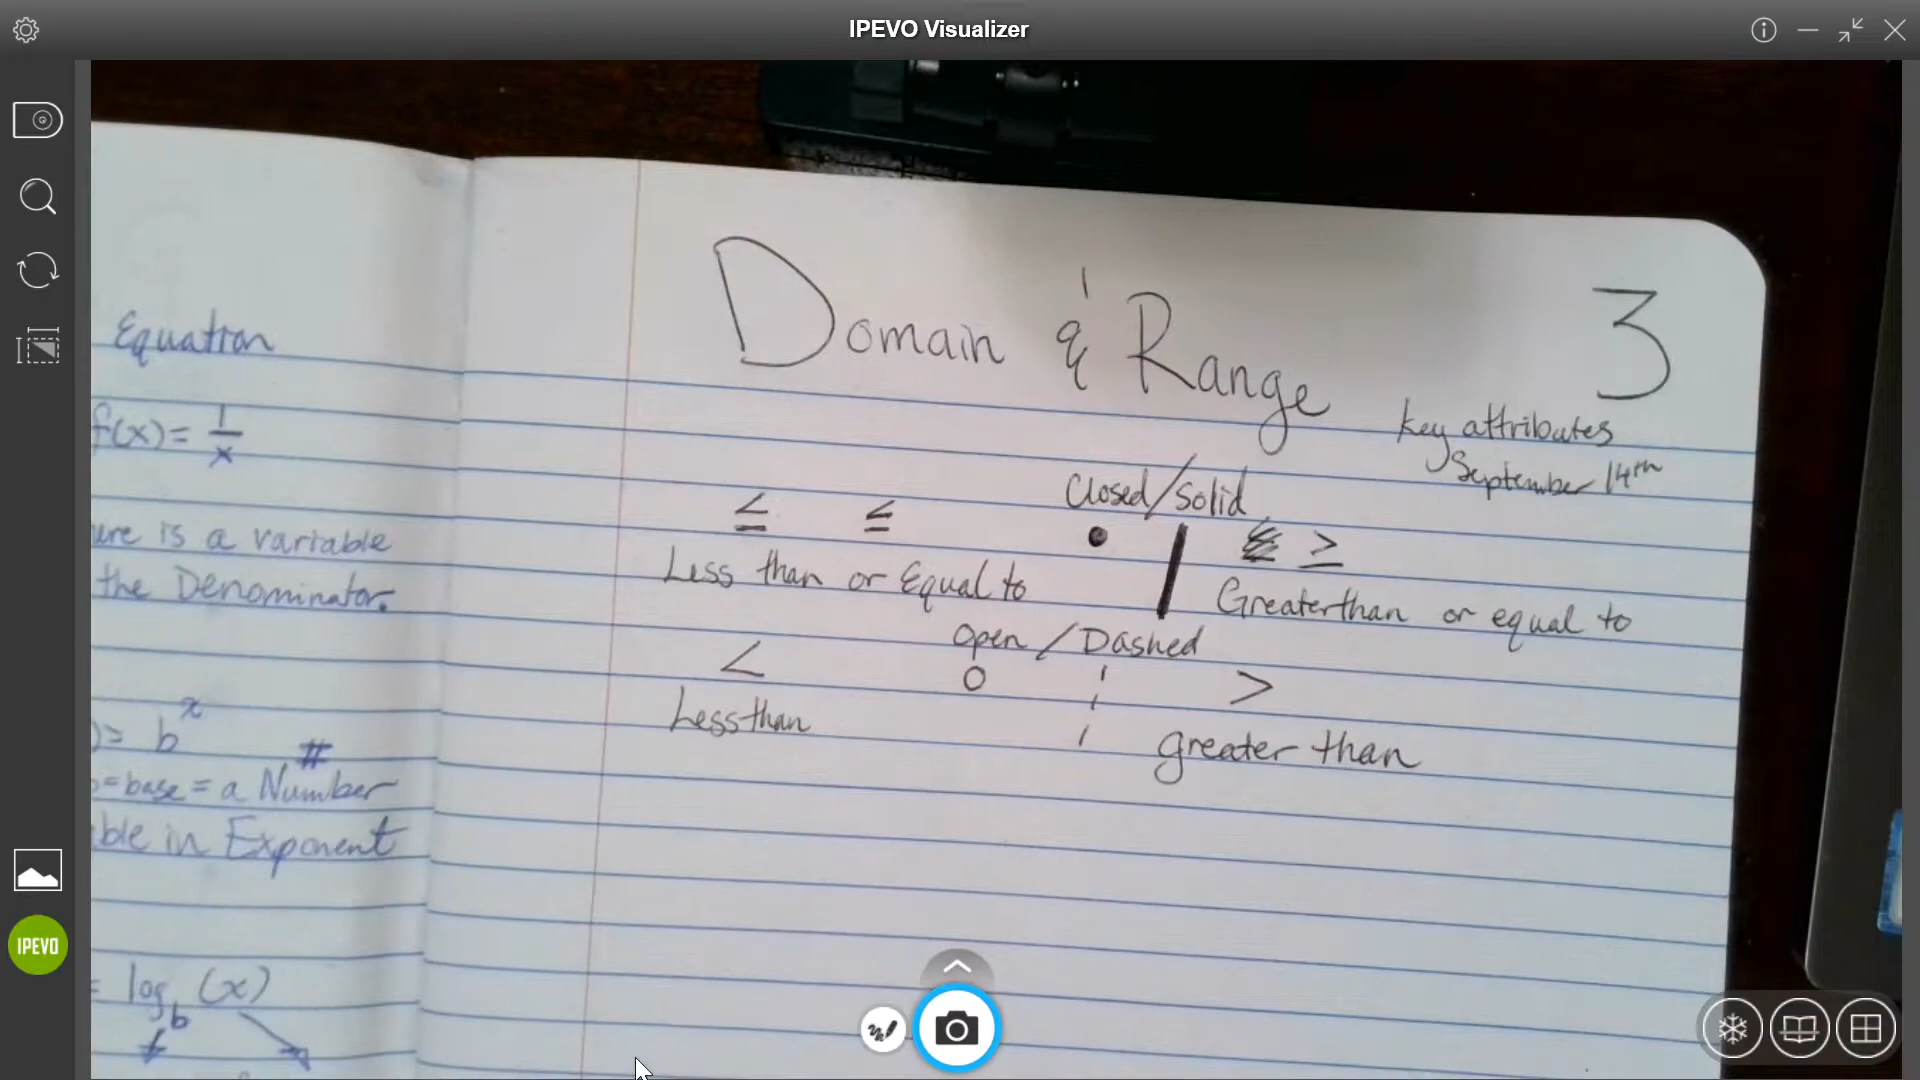 IPEVO Visualizer
Equation
f(x) = 1/x
is a variable
the Denominator.
= b^x
#
b = base = a Number
in Exponent
= log_b (x)
Domain & Range
3
key attributes
September 14th
Closed/Solid
≤ ≤ • | ≥
Less than or Equal to
Greater than or equal to
Open / Dashed
< O ¦ >
Less than
greater than
IPEVO